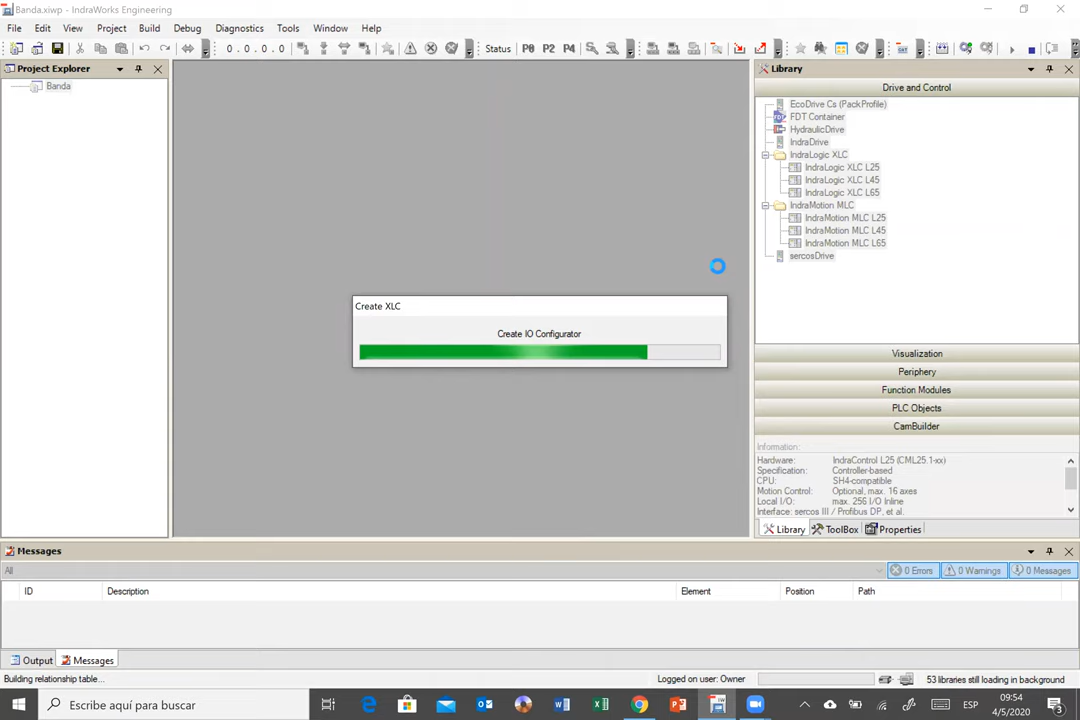 Banda.xiwp - IndraWorks Engineering
File Edit View Project Build Debug Diagnostics Tools Window Help
0 . 0 . 0 . 0 Status P0 P2 P4
Project Explorer
Banda
Library
Drive and Control
EcoDrive Cs (PackProfile)
FDT Container
HydraulicDrive
IndraDrive
IndraLogic XLC
IndraLogic XLC L25
IndraLogic XLC L45
IndraLogic XLC L65
IndraMotion MLC
IndraMotion MLC L25
IndraMotion MLC L45
IndraMotion MLC L65
sercosDrive
Create XLC
Create IO Configurator
Visualization
Periphery
Function Modules
PLC Objects
CamBuilder
Information:
Hardware: IndraControl L25 (CML25.1-xx)
Specification: Controller-based
CPU: SH4-compatible
Motion Control: Optional, max. 16 axes
Local I/O: max. 256 I/O Inline
Interface: sercos III / Profibus DP, et al.
Library ToolBox Properties
Messages
All 0 Errors 0 Warnings 0 Messages
ID Description Element Position Path
Output Messages
Building relationship table... Logged on user: Owner 53 libraries still loading in background
Escribe aquí para buscar
ESP
09:54
4/5/2020
3